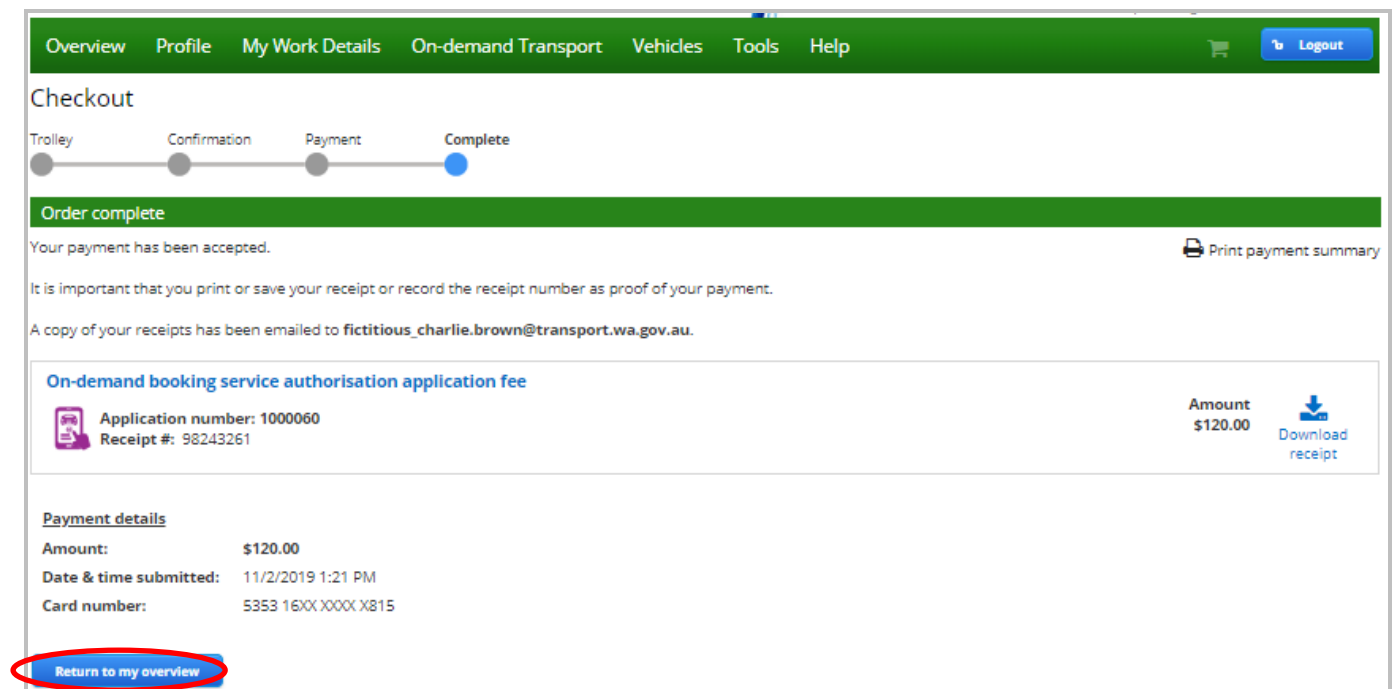 Overview Profile My Work Details On-demand Transport Vehicles Tools Help Logout
Checkout
Trolley Confirmation Payment Complete
Order complete
Your payment has been accepted. Print payment summary
It is important that you print or save your receipt or record the receipt number as proof of your payment.
A copy of your receipts has been emailed to fictitious_charlie.brown@transport.wa.gov.au.
On-demand booking service authorisation application fee
Application number: 1000060
Receipt #: 98243261
Amount
$120.00
Download
receipt
Payment details
Amount: $120.00
Date & time submitted: 11/2/2019 1:21 PM
Card number: 5353 16XX XXXX X815
Return to my overview